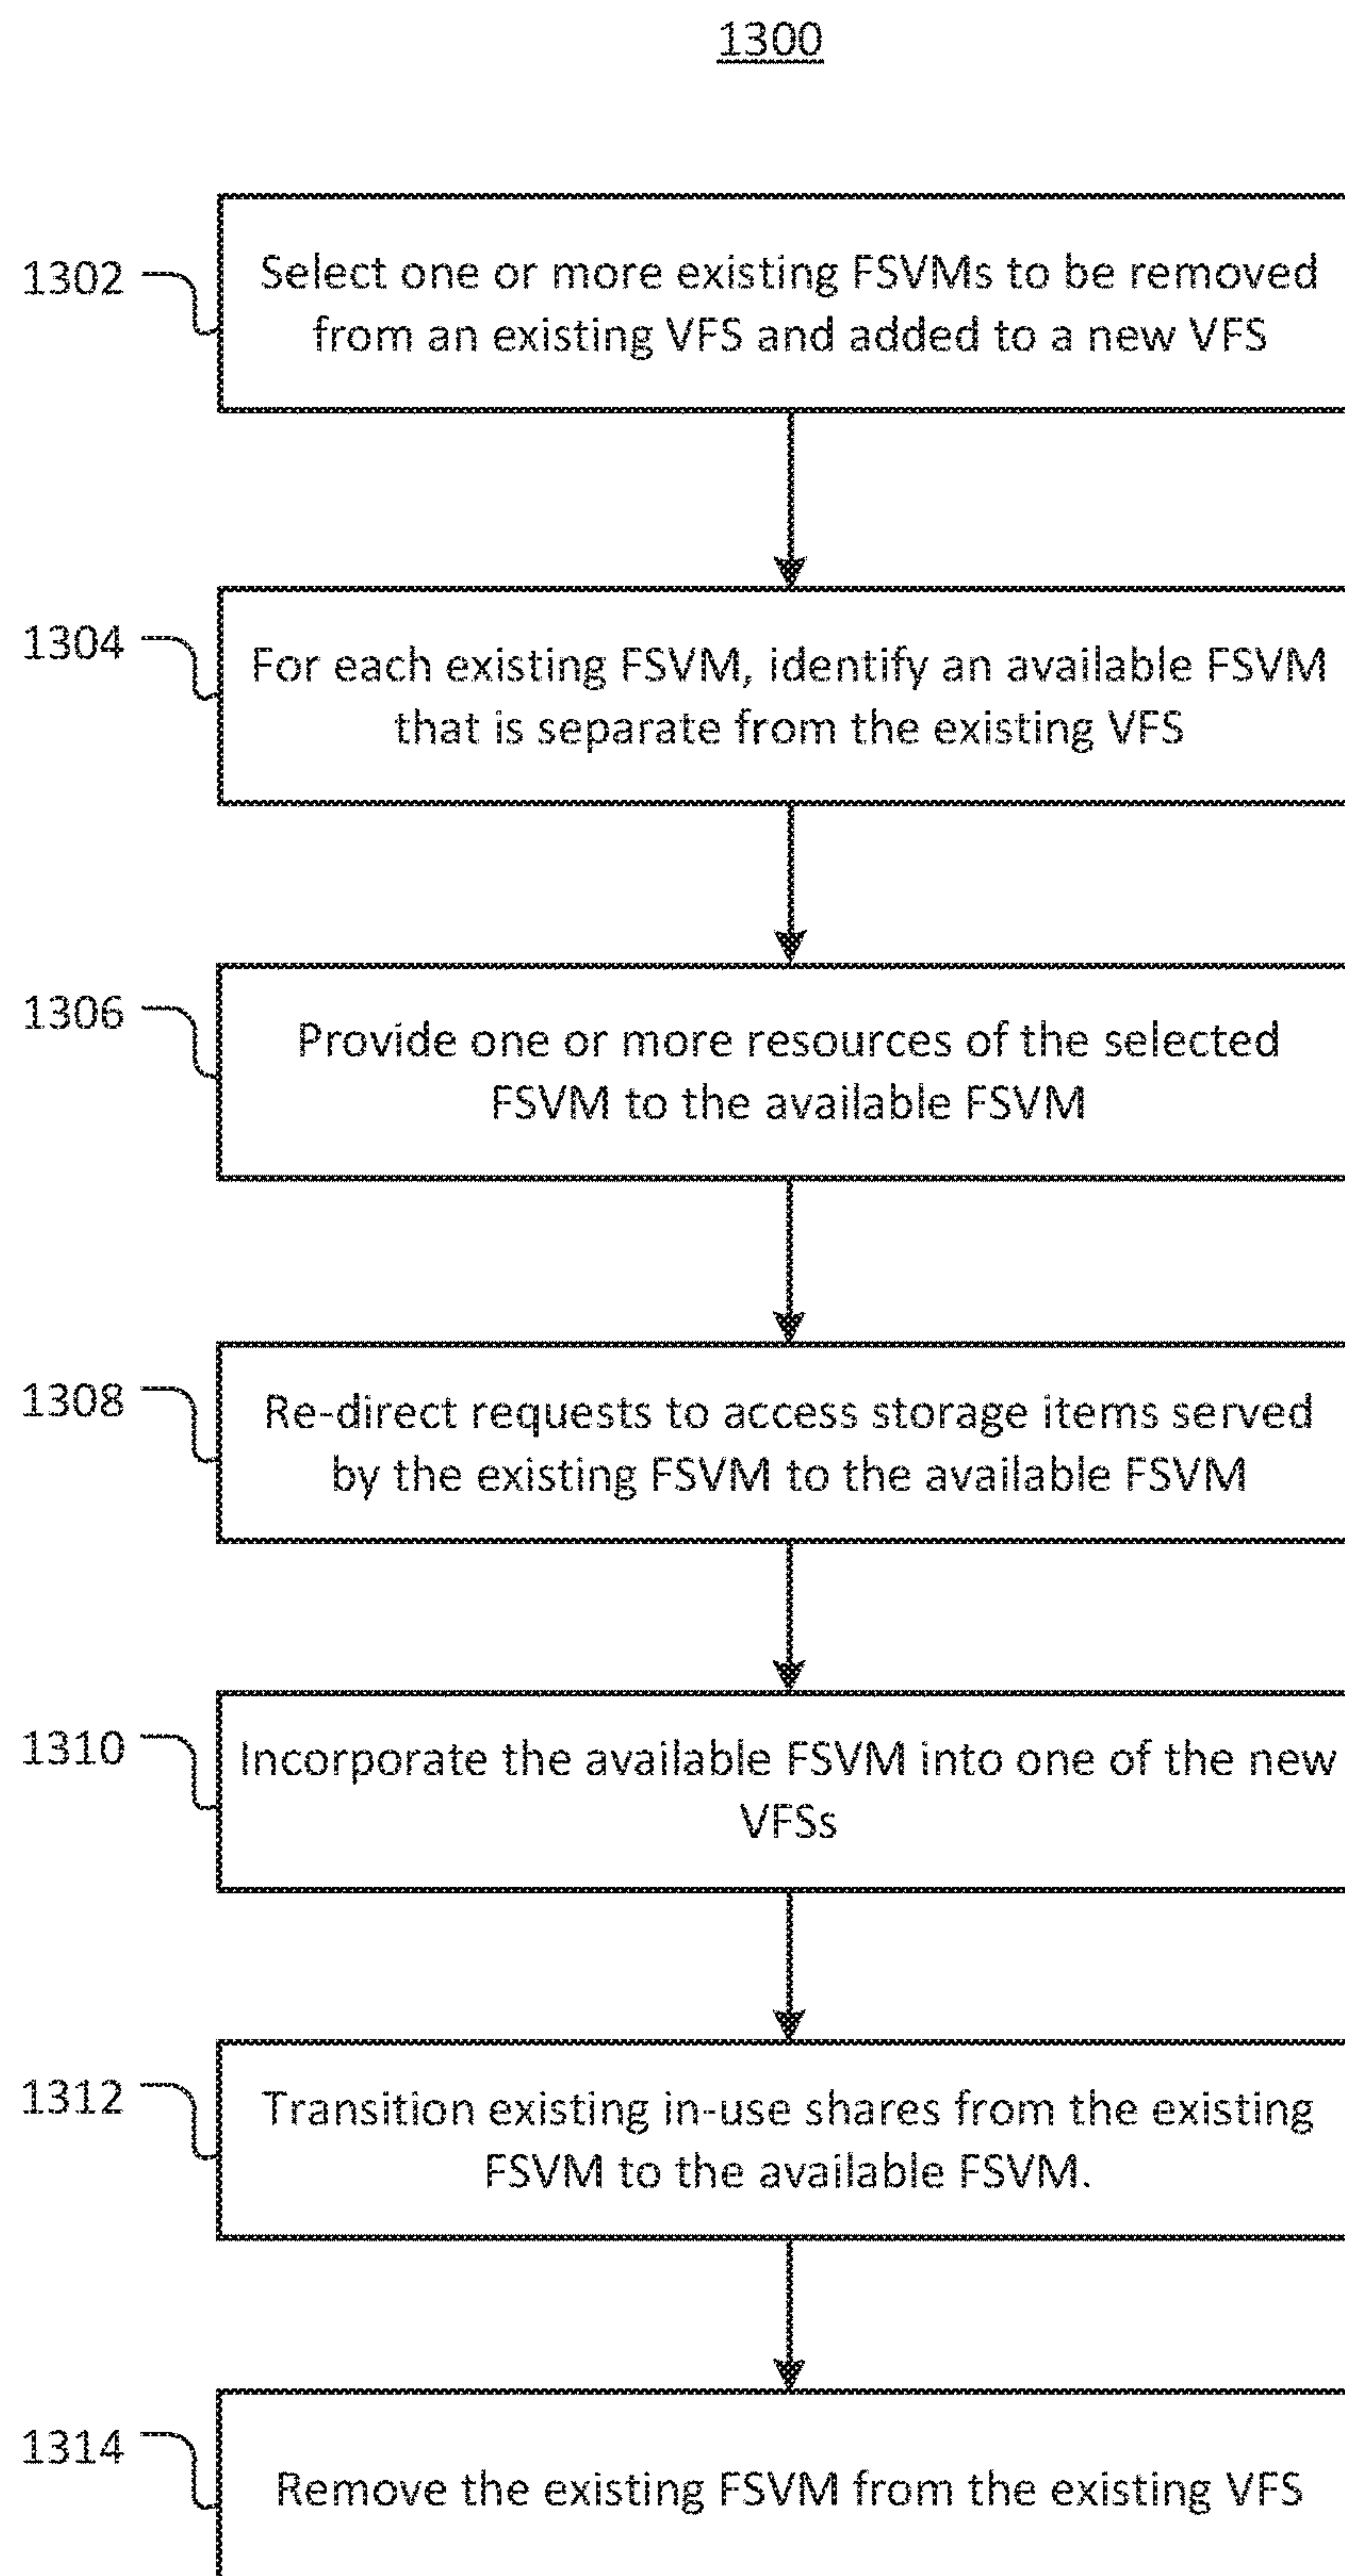 1300
1302
Select one or more existing FSVMs to be removed
from an existing VFS and added to a new VFS
1304
For each existing FSVM, identify an available FSVM
that is separate from the existing VFS
1306
Provide one or more resources of the selected
FSVM to the available FSVM
1308
Re-direct requests to access storage items served
by the existing FSVM to the available FSVM
1310
Incorporate the available FSVM into one of the new
VFSs
1312
Transition existing in-use shares from the existing
FSVM to the available FSVM.
1314
Remove the existing FSVM from the existing VFS